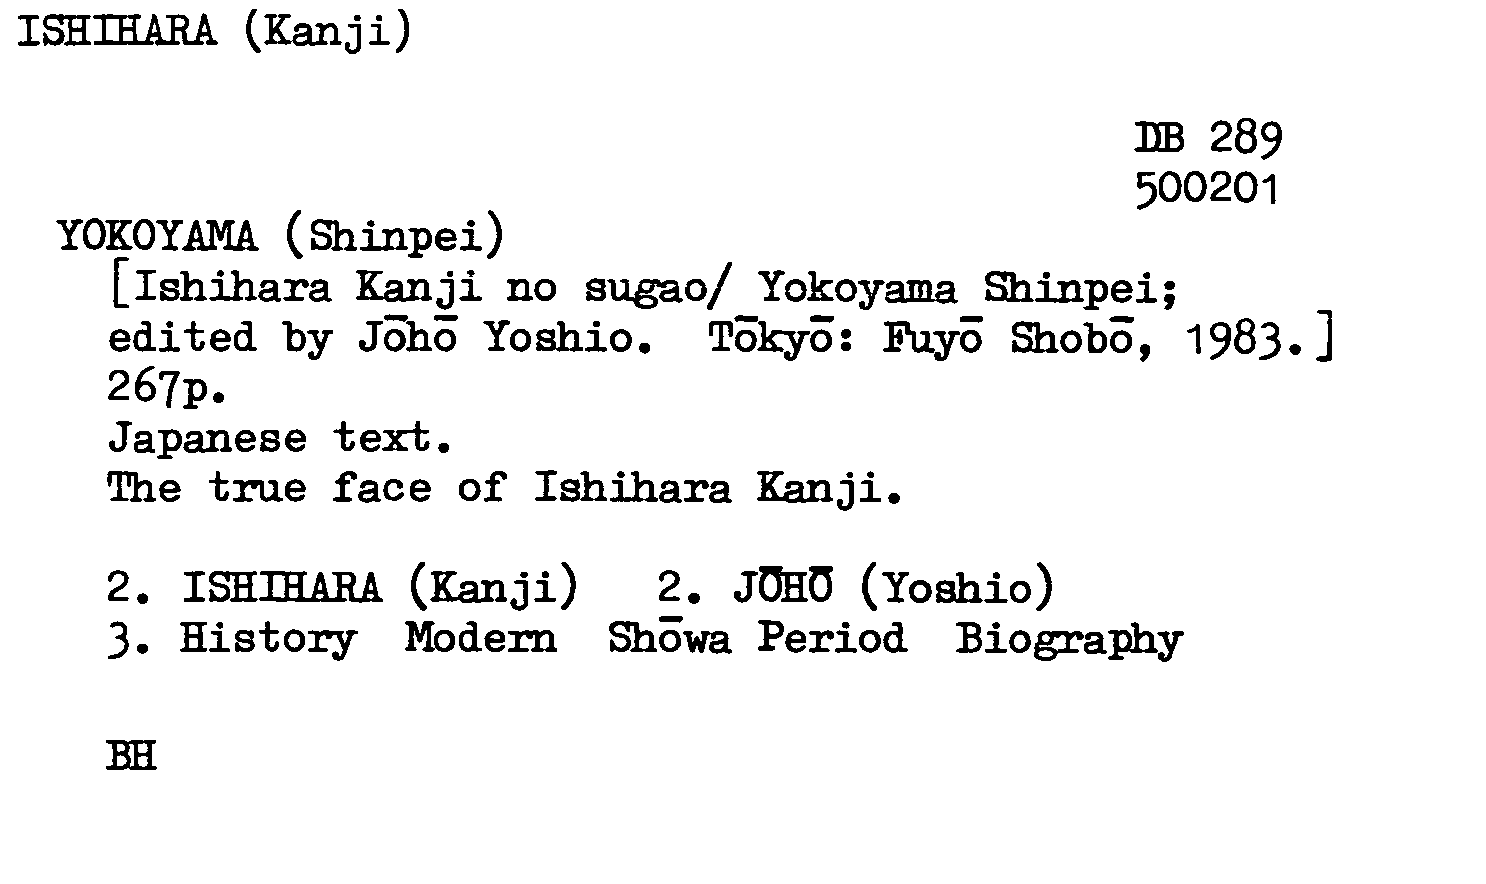 ISHIHARA (Kanji)
DB 289
500201
YOKOYAMA (Shinpei)
[Ishihara Kanji no sugao/ Yokoyama Shinpei;
edited by Jōhō Yoshio. Tōkyō: Fuyō Shobō, 1983.]
267p.
Japanese text.
The true face of Ishihara Kanji.
2. ISHIHARA (Kanji) 2. JŌHŌ (Yoshio)
3. History Modern Shōwa Period Biography
BH